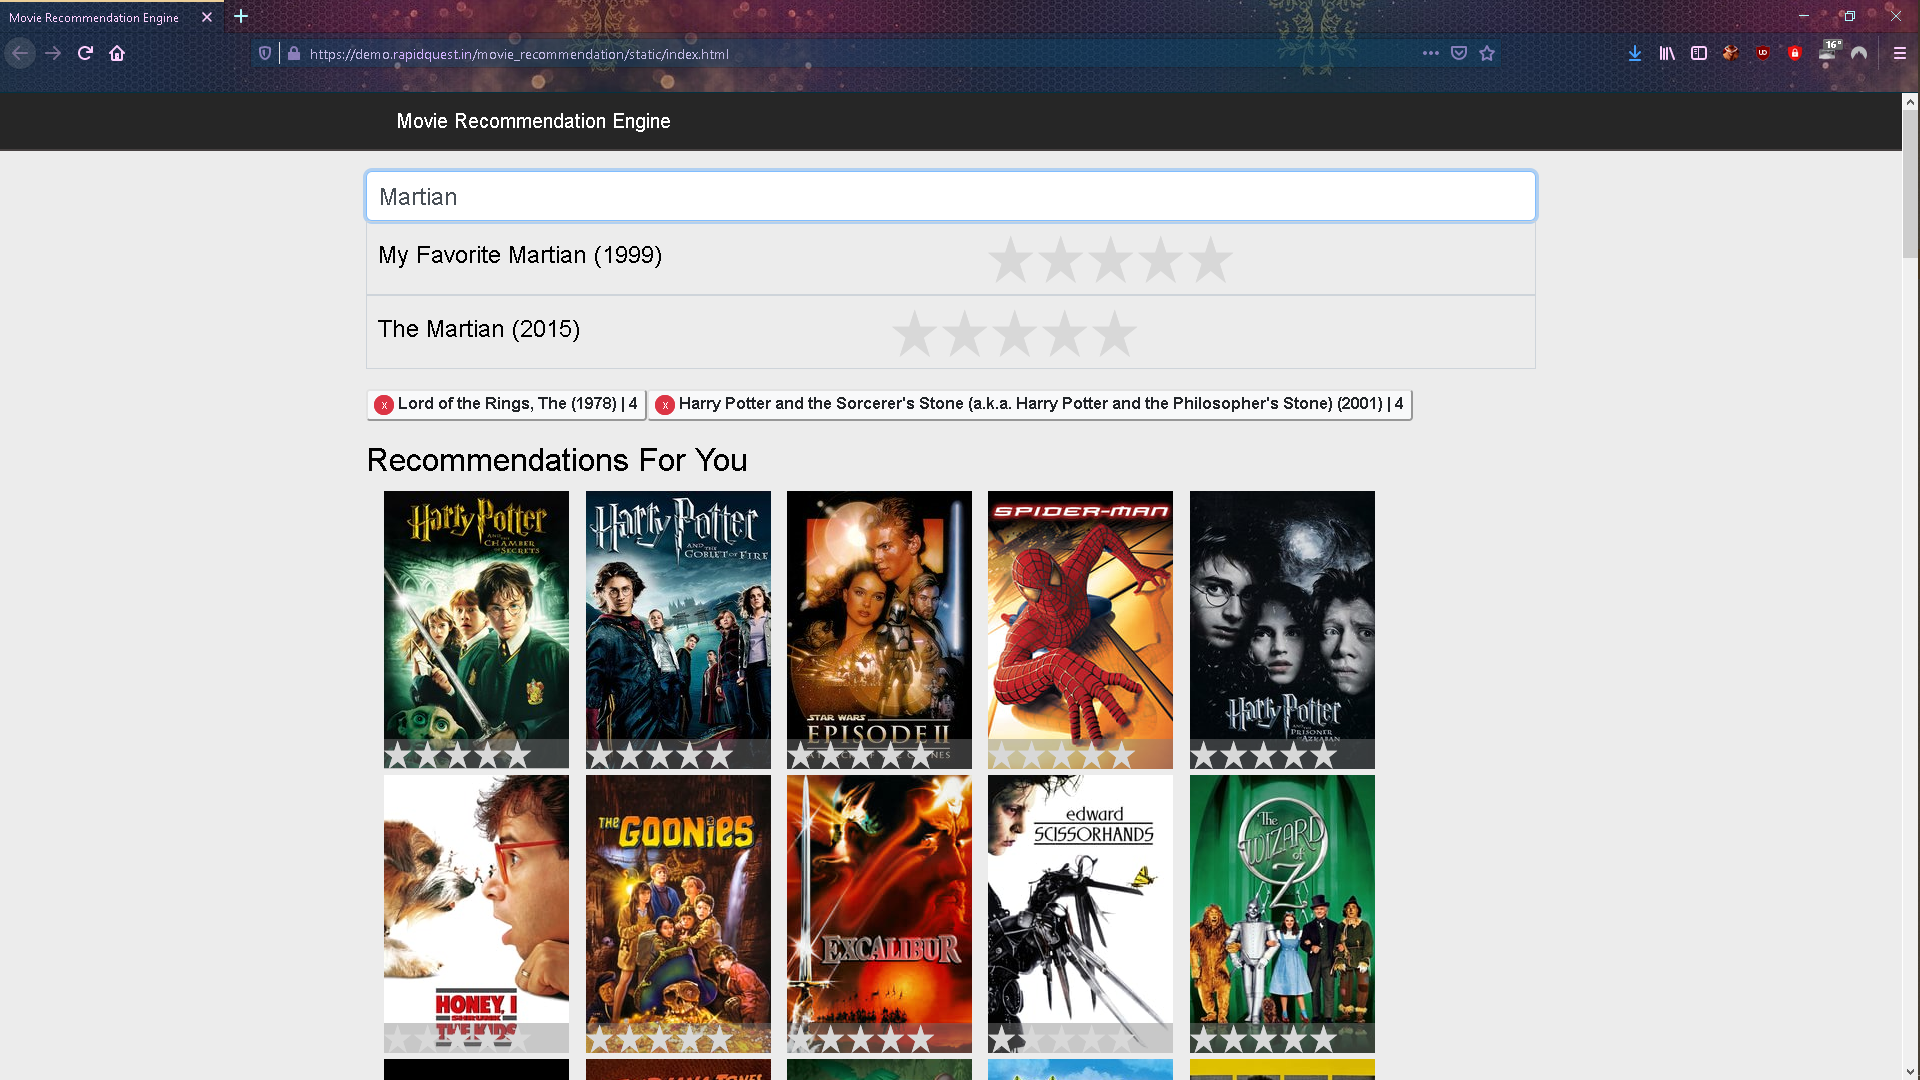 Movie Recommendation Engine
https://demo.rapidquest.in/movie_recommendation/static/index.html
16°
Movie Recommendation Engine
Martian
My Favorite Martian (1999)
The Martian (2015)
x Lord of the Rings, The (1978) | 4 x Harry Potter and the Sorcerer's Stone (a.k.a. Harry Potter and the Philosopher's Stone) (2001) | 4
Recommendations For You
Harry Potter
AND THE
CHAMBER OF
SECRETS
Harry Potter
AND THE
GOBLET OF FIRE
STAR WARS
EPISODE II
SPIDER-MAN
Harry Potter
AND THE
PRISONER OF
AZKABAN
HONEY, I
SHRUNK
THE KIDS
THE GOONIES
EXCALIBUR
edward
SCISSORHANDS
The
WIZARD
of
Z